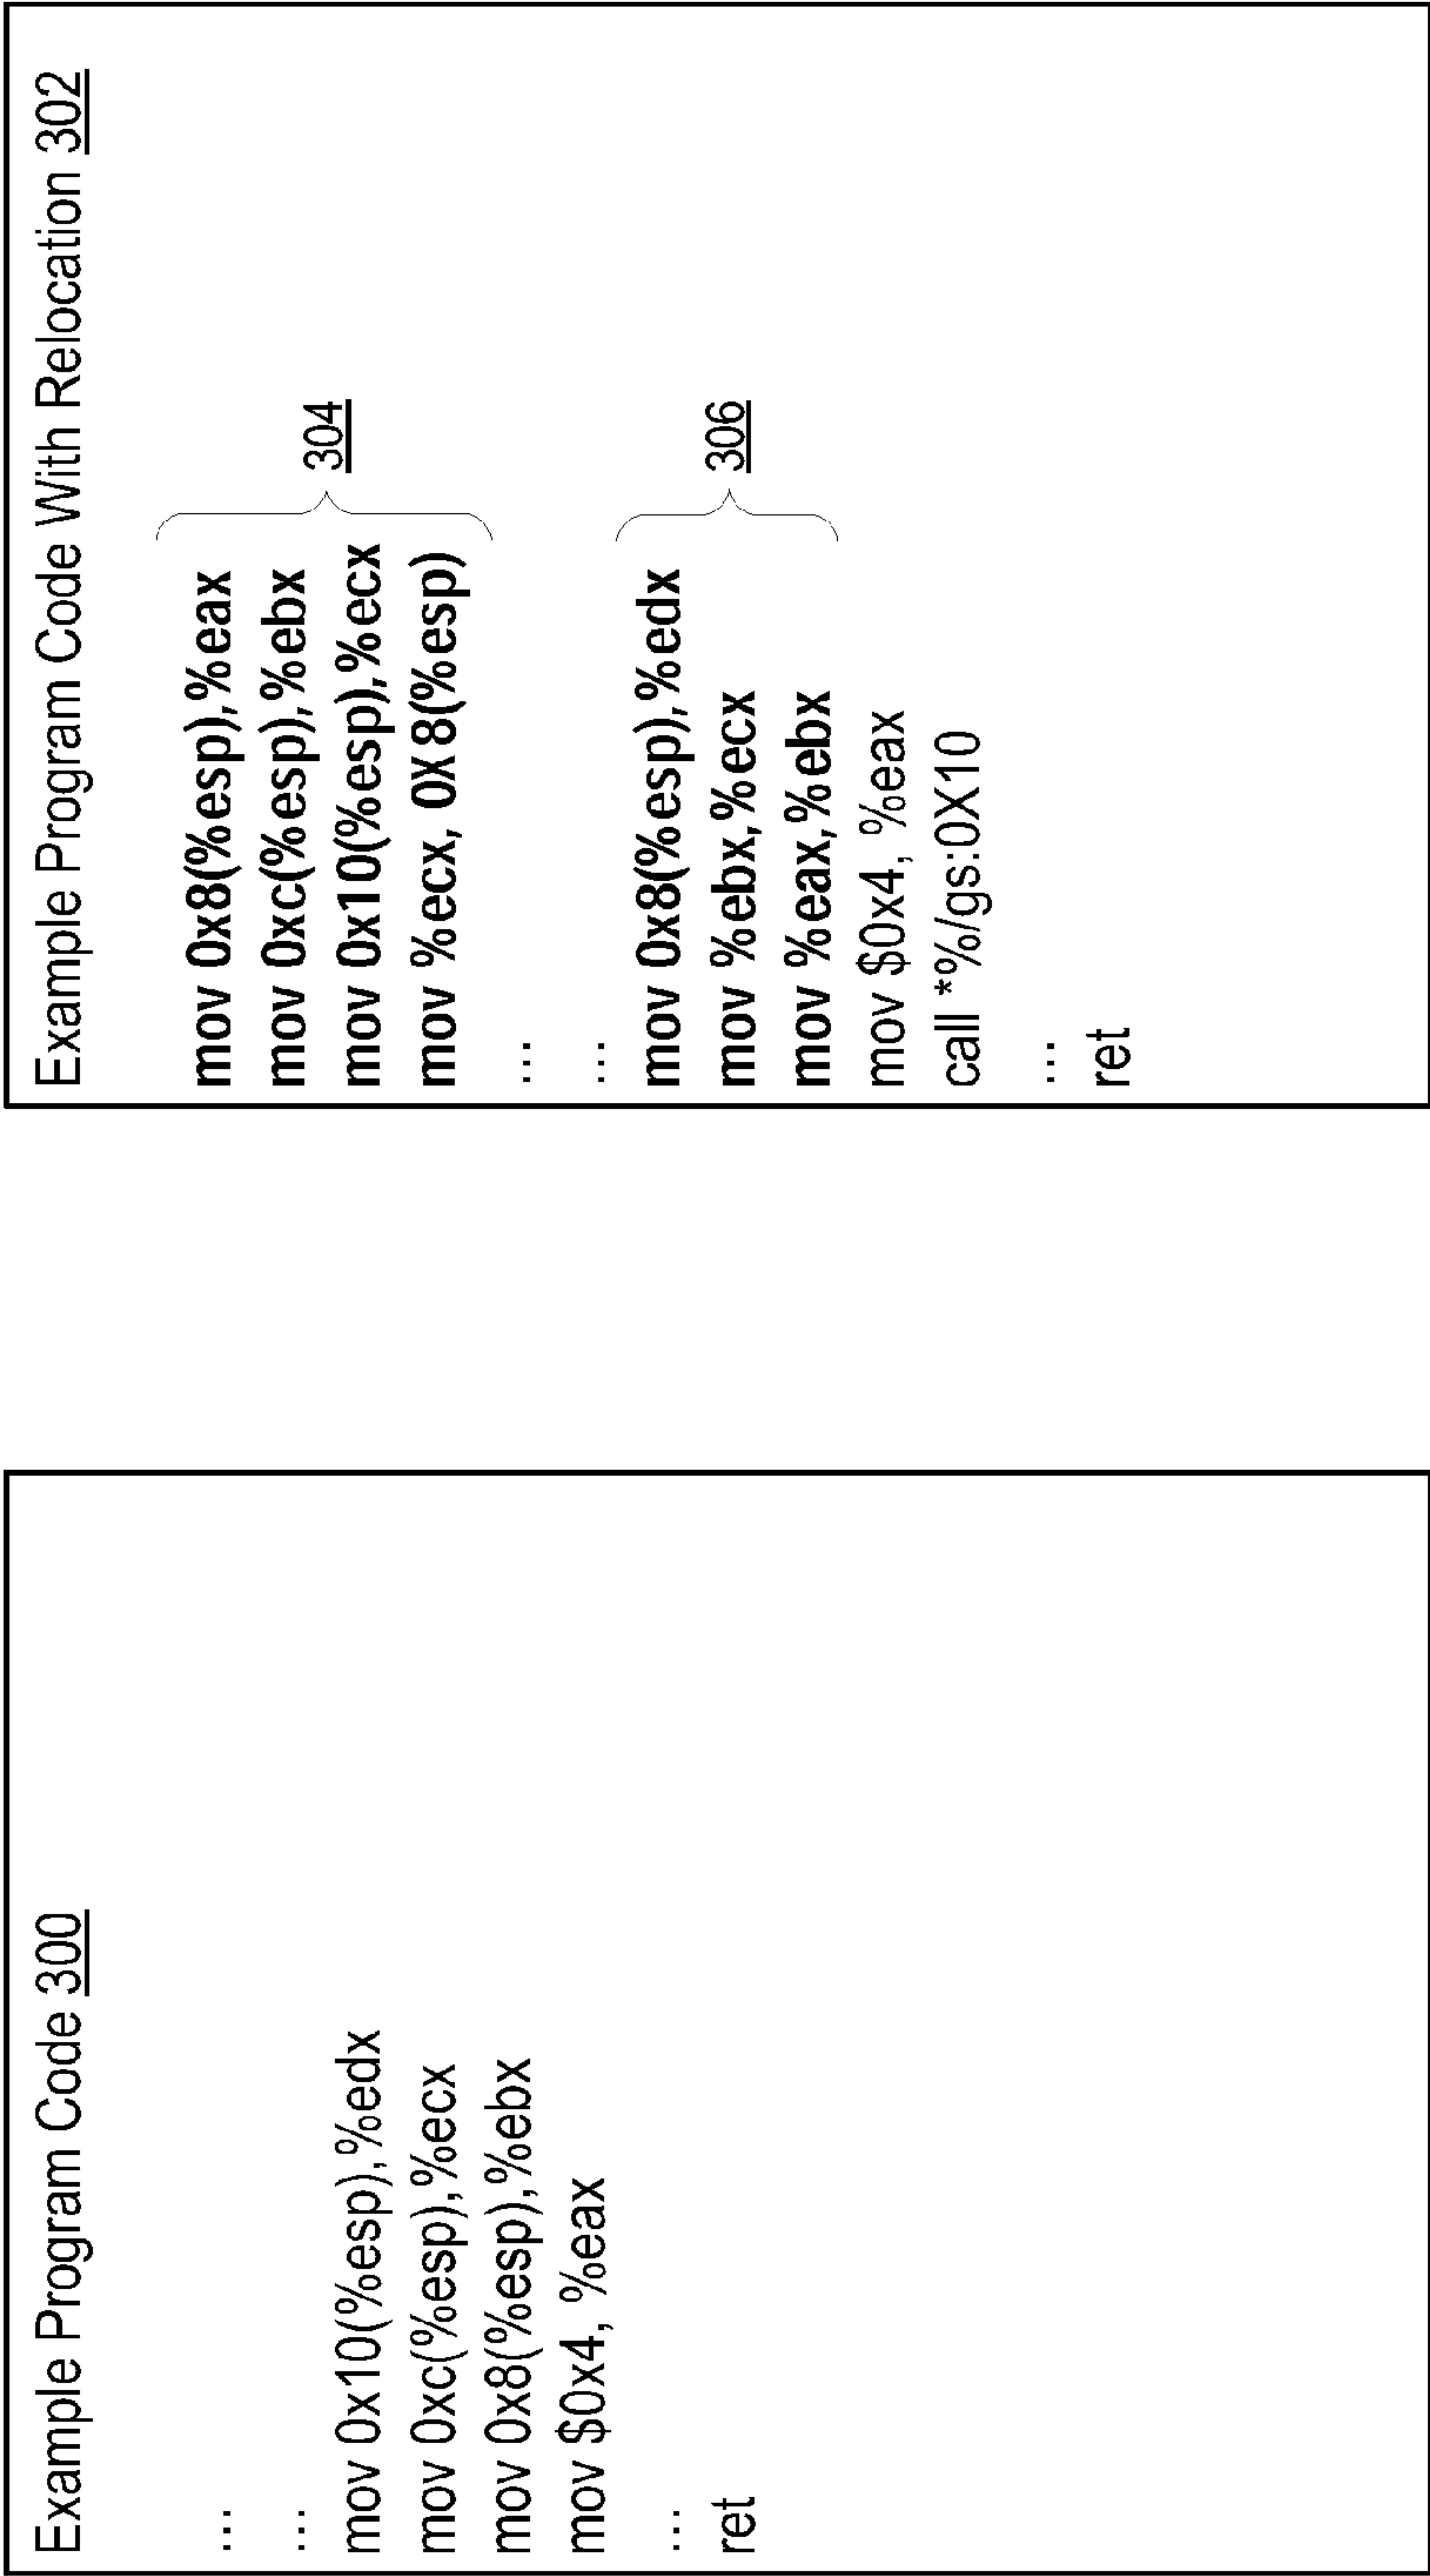 Example Program Code 300
...
...
mov 0x10(%esp),%edx
mov 0xc(%esp),%ecx
mov 0x8(%esp),%ebx
mov $0x4, %eax
...
ret
Example Program Code With Relocation 302
mov 0x8(%esp),%eax
mov 0xc(%esp),%ebx
mov 0x10(%esp),%ecx
mov %ecx, 0X8(%esp)
304
...
...
mov 0x8(%esp),%edx
mov %ebx,%ecx
mov %eax,%ebx
306
mov $0x4, %eax
call *%/gs:0X10
...
ret